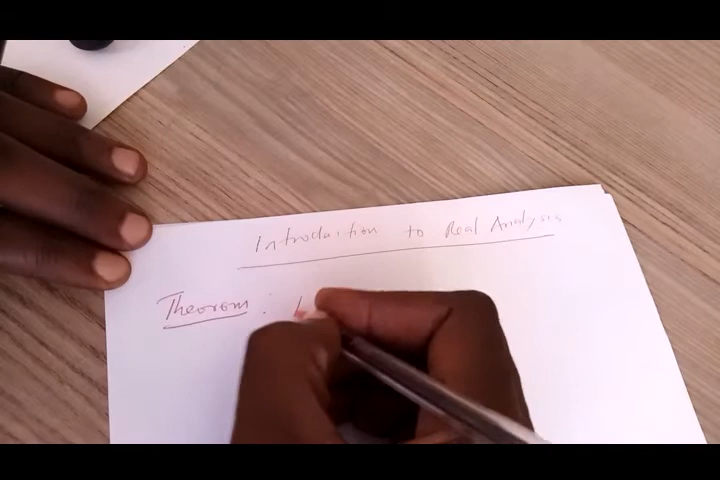 Introduction to Real Analysis
Theorem :